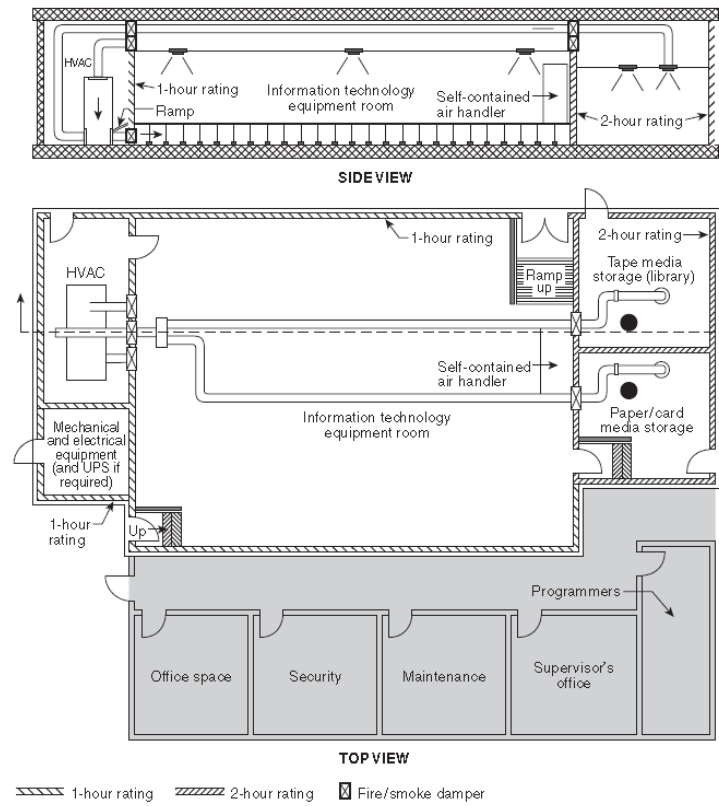 HVAC
1-hour rating
Ramp
Information technology
equipment room
Self-contained
air handler
2-hour rating
SIDE VIEW
1-hour rating
2-hour rating
HVAC
Ramp
up
Tape media
storage (library)
Self-contained
air handler
Information technology
equipment room
Mechanical
and electrical
equipment
(and UPS if
required)
Paper/card
media storage
1-hour
rating
Up
Programmers
Office space
Security
Maintenance
Supervisor's
office
TOP VIEW
1-hour rating
2-hour rating
Fire/smoke damper